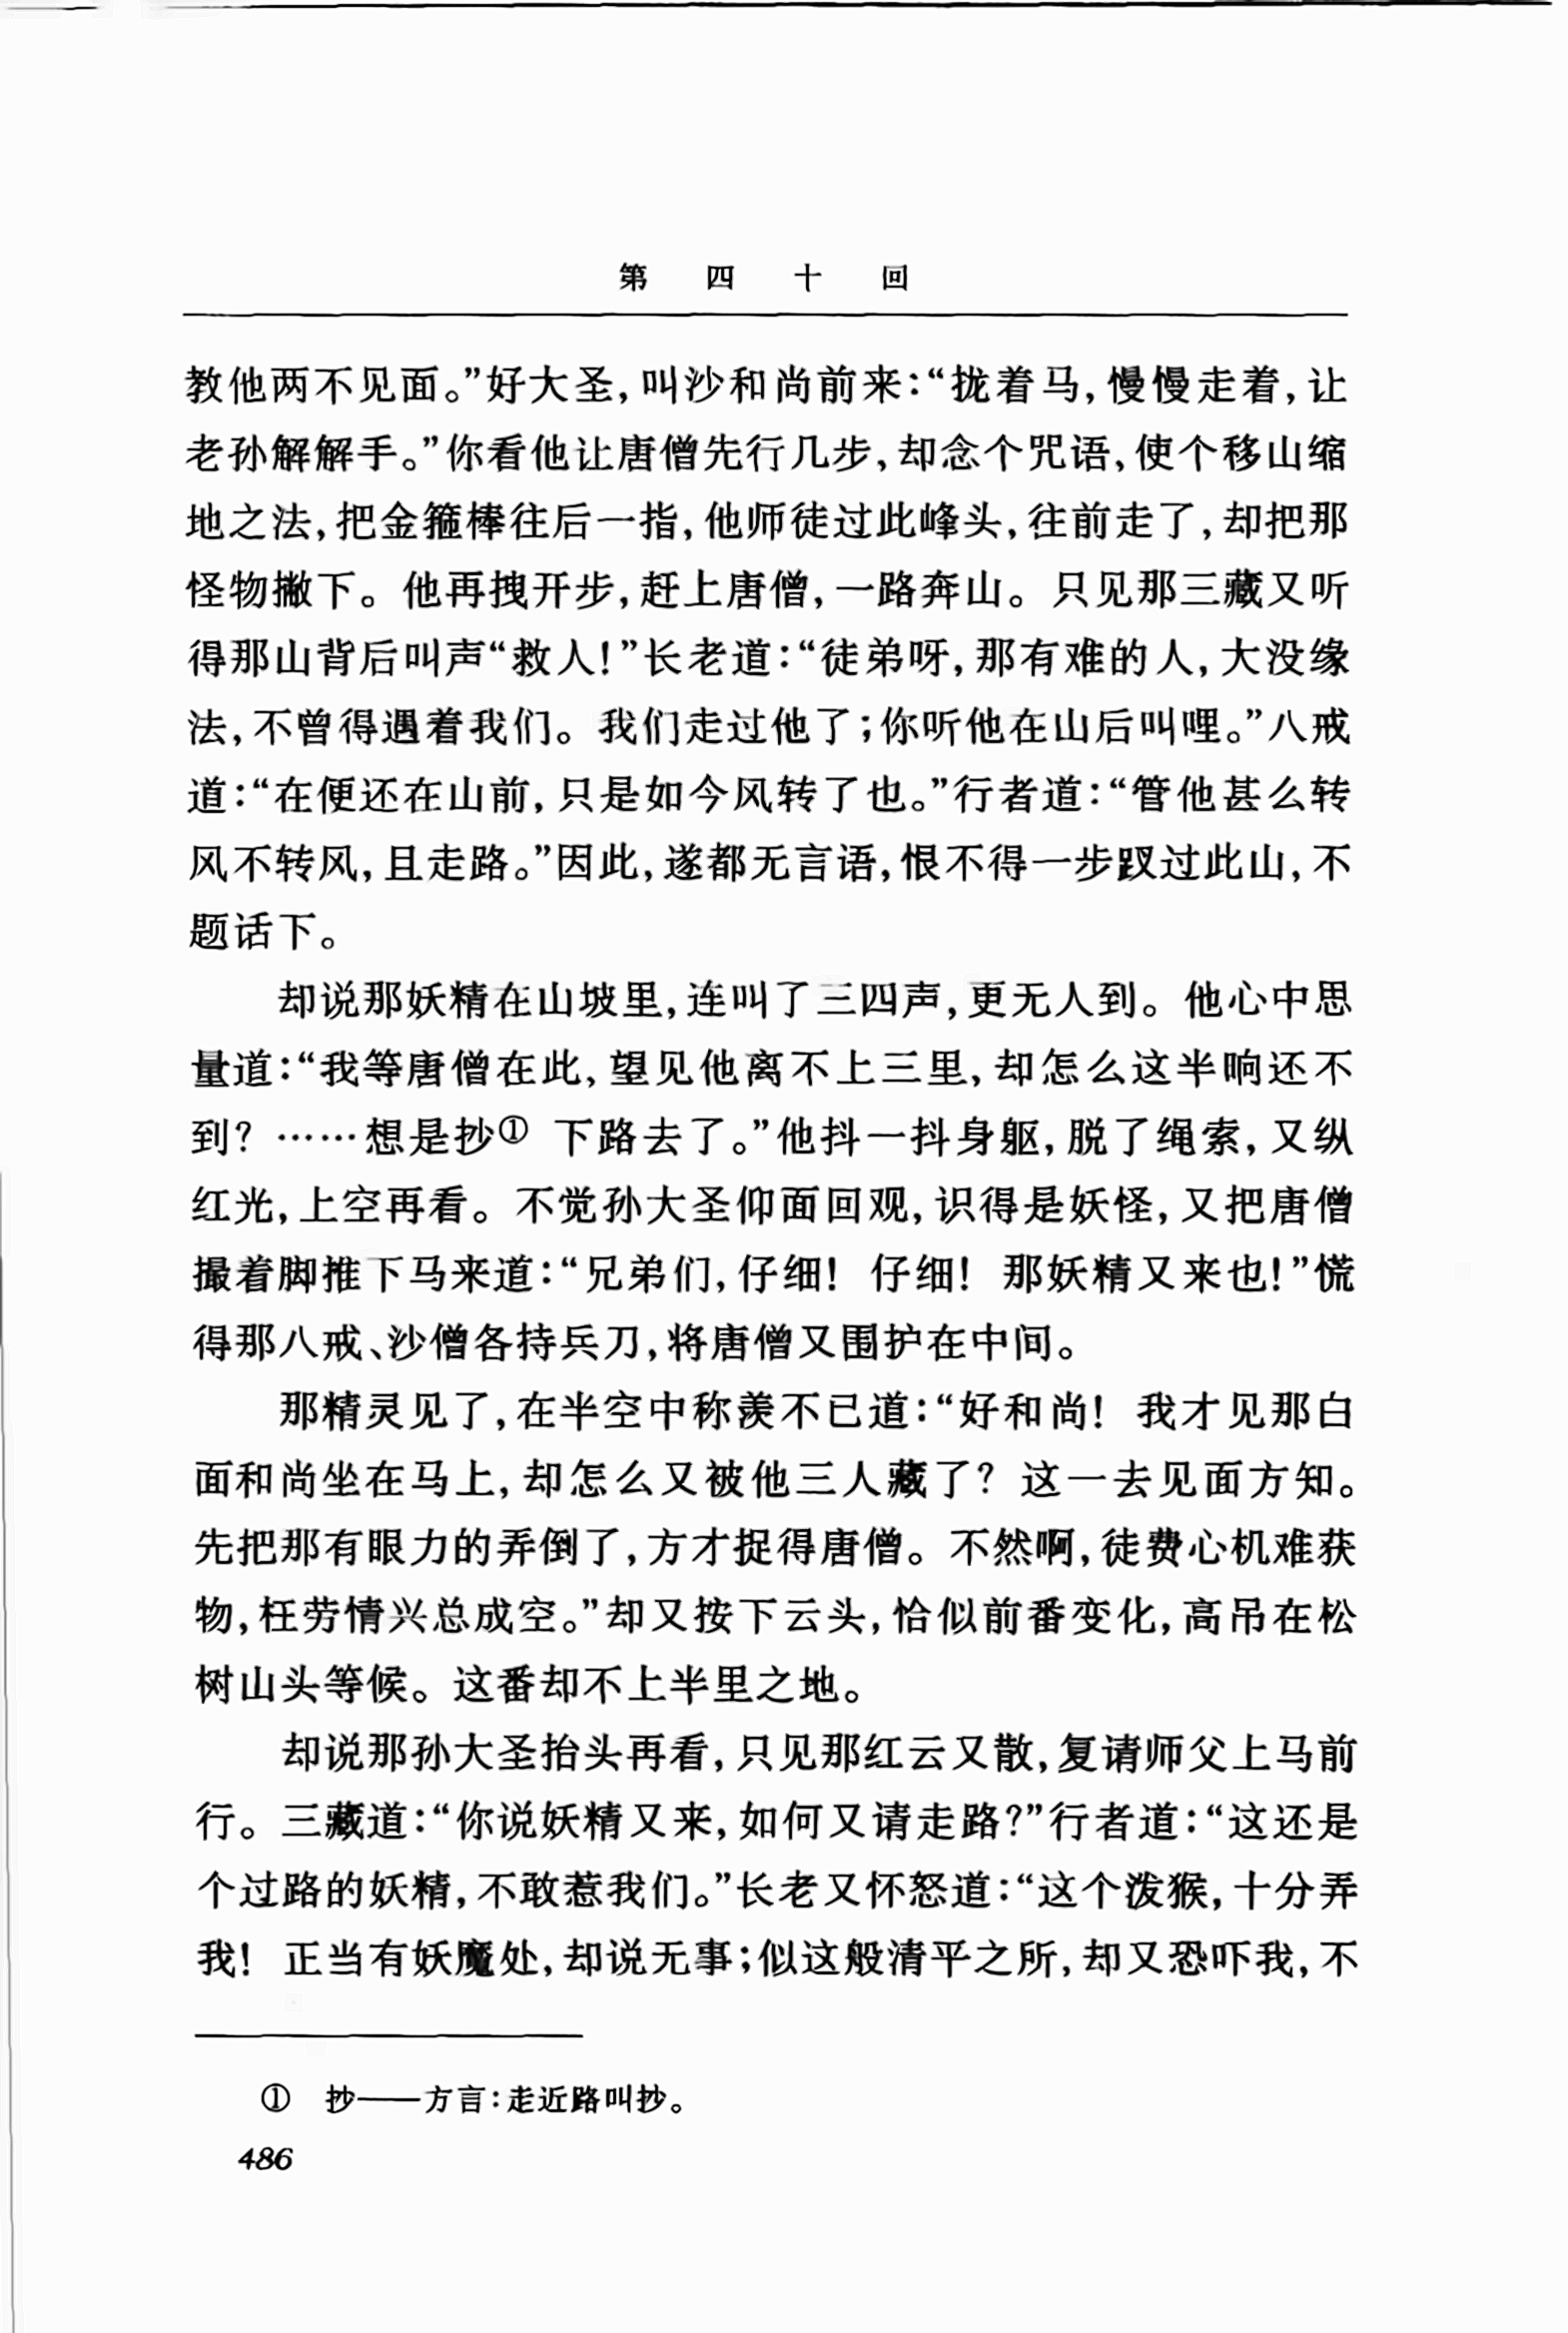 第四十回
教他两不见面。”好大圣,叫沙和尚前来:“拢着马,慢慢走着,让
老孙解解手。”你看他让唐僧先行几步,却念个咒语,使个移山缩
地之法,把金箍棒往后一指,他师徒过此峰头,往前走了,却把那
怪物撇下。他再拽开步,赶上唐僧,一路奔山。只见那三藏又听
得那山背后叫声“救人!”长老道:“徒弟呀,那有难的人,大没缘
法,不曾得遇着我们。我们走过他了;你听他在山后叫哩。”八戒
道:“在便还在山前,只是如今风转了也。”行者道:“管他甚么转
风不转风,且走路。”因此,遂都无言语,恨不得一步䟕过此山,不
题话下。
却说那妖精在山坡里,连叫了三四声,更无人到。他心中思
量道:“我等唐僧在此,望见他离不上三里,却怎么这半晌还不
到?……想是抄① 下路去了。”他抖一抖身躯,脱了绳索,又纵
红光,上空再看。不觉孙大圣仰面回观,识得是妖怪,又把唐僧
撮着脚推下马来道:“兄弟们,仔细! 仔细! 那妖精又来也!”慌
得那八戒、沙僧各持兵刀,将唐僧又围护在中间。
那精灵见了,在半空中称羡不已道:“好和尚! 我才见那白
面和尚坐在马上,却怎么又被他三人藏了? 这一去见面方知。
先把那有眼力的弄倒了,方才捉得唐僧。不然啊,徒费心机难获
物,枉劳情兴总成空。”却又按下云头,恰似前番变化,高吊在松
树山头等候。这番却不上半里之地。
却说那孙大圣抬头再看,只见那红云又散,复请师父上马前
行。三藏道:“你说妖精又来,如何又请走路?”行者道:“这还是
个过路的妖精,不敢惹我们。”长老又怀怒道:“这个泼猴,十分弄
我! 正当有妖魔处,却说无事;似这般清平之所,却又恐吓我,不
① 抄——方言:走近路叫抄。
486